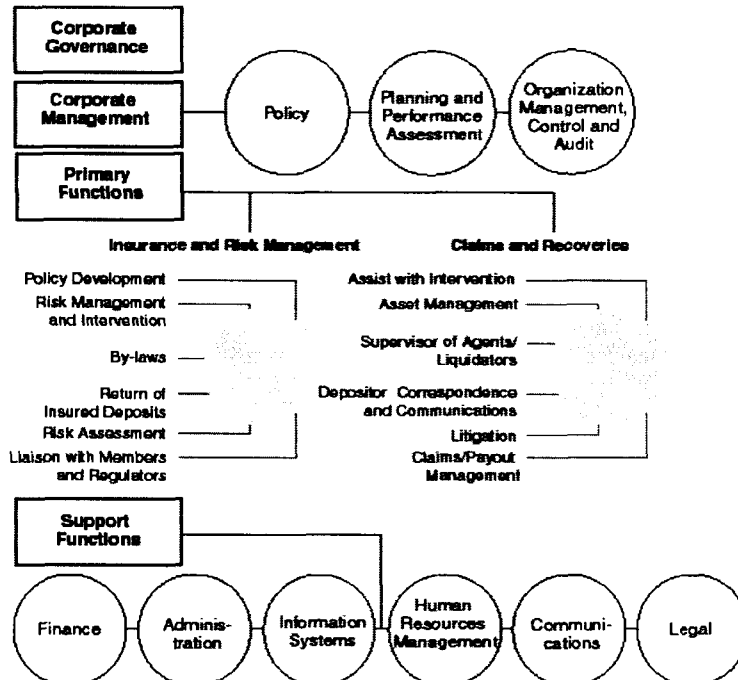 Corporate
Governance
Corporate
Management
Policy
Planning and
Performance
Assessment
Organization
Management,
Control and
Audit
Primary
Functions
Insurance and Risk Management
Claims and Recoveries
Policy Development
Risk Management
and Intervention
By-laws
Return of
Insured Deposits
Risk Assessment
Liaison with Members
and Regulators
Assist with Intervention
Asset Management
Supervisor of Agents/
Liquidators
Depositor Correspondence
and Communications
Litigation
Claims/Payout
Management
Support
Functions
Finance
Adminis-
tration
Information
Systems
Human
Resources
Management
Communi-
cations
Legal